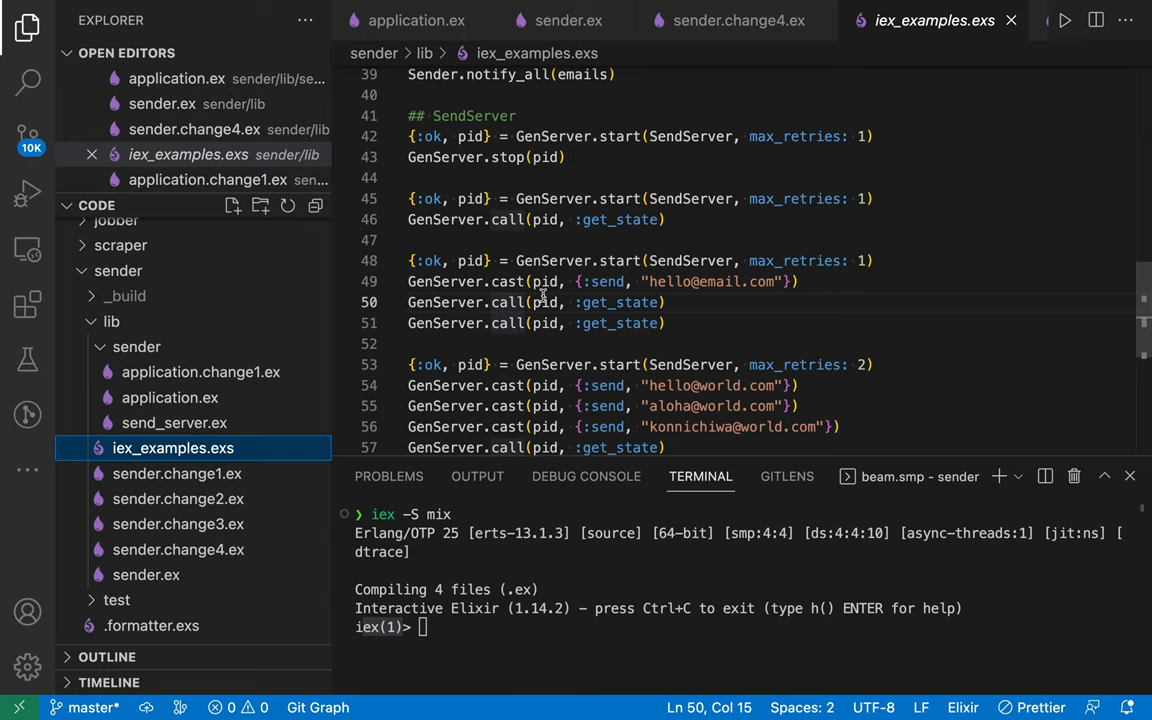 EXPLORER
OPEN EDITORS
application.ex sender/lib/se...
sender.ex sender/lib
sender.change4.ex sender/lib
iex_examples.exs sender/lib
application.change1.ex sen...
CODE
jobber
scraper
sender
_build
lib
sender
application.change1.ex
application.ex
send_server.ex
iex_examples.exs
sender.change1.ex
sender.change2.ex
sender.change3.ex
sender.change4.ex
sender.ex
test
.formatter.exs
OUTLINE
TIMELINE
10K
application.ex sender.ex sender.change4.ex iex_examples.exs
sender > lib > iex_examples.exs
39 Sender.notify_all(emails)
40
41 ## SendServer
42 {:ok, pid} = GenServer.start(SendServer, max_retries: 1)
43 GenServer.stop(pid)
44
45 {:ok, pid} = GenServer.start(SendServer, max_retries: 1)
46 GenServer.call(pid, :get_state)
47
48 {:ok, pid} = GenServer.start(SendServer, max_retries: 1)
49 GenServer.cast(pid, {:send, "hello@email.com"})
50 GenServer.call(pid, :get_state)
51 GenServer.call(pid, :get_state)
52
53 {:ok, pid} = GenServer.start(SendServer, max_retries: 2)
54 GenServer.cast(pid, {:send, "hello@world.com"})
55 GenServer.cast(pid, {:send, "aloha@world.com"})
56 GenServer.cast(pid, {:send, "konnichiwa@world.com"})
57 GenServer.call(pid, :get_state)
PROBLEMS OUTPUT DEBUG CONSOLE TERMINAL GITLENS beam.smp - sender
❯ iex -S mix
Erlang/OTP 25 [erts-13.1.3] [source] [64-bit] [smp:4:4] [ds:4:4:10] [async-threads:1] [jit:ns] [
dtrace]
Compiling 4 files (.ex)
Interactive Elixir (1.14.2) - press Ctrl+C to exit (type h() ENTER for help)
iex(1)>
master* 0 0 Git Graph Ln 50, Col 15 Spaces: 2 UTF-8 LF Elixir Prettier